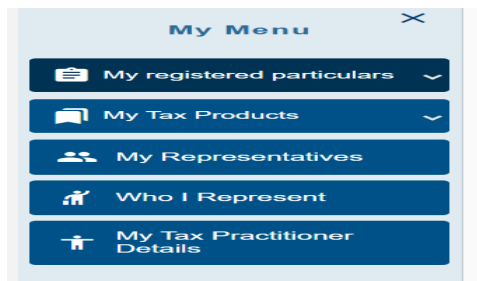 My Menu
My registered particulars
My Tax Products
My Representatives
Who I Represent
My Tax Practitioner
Details